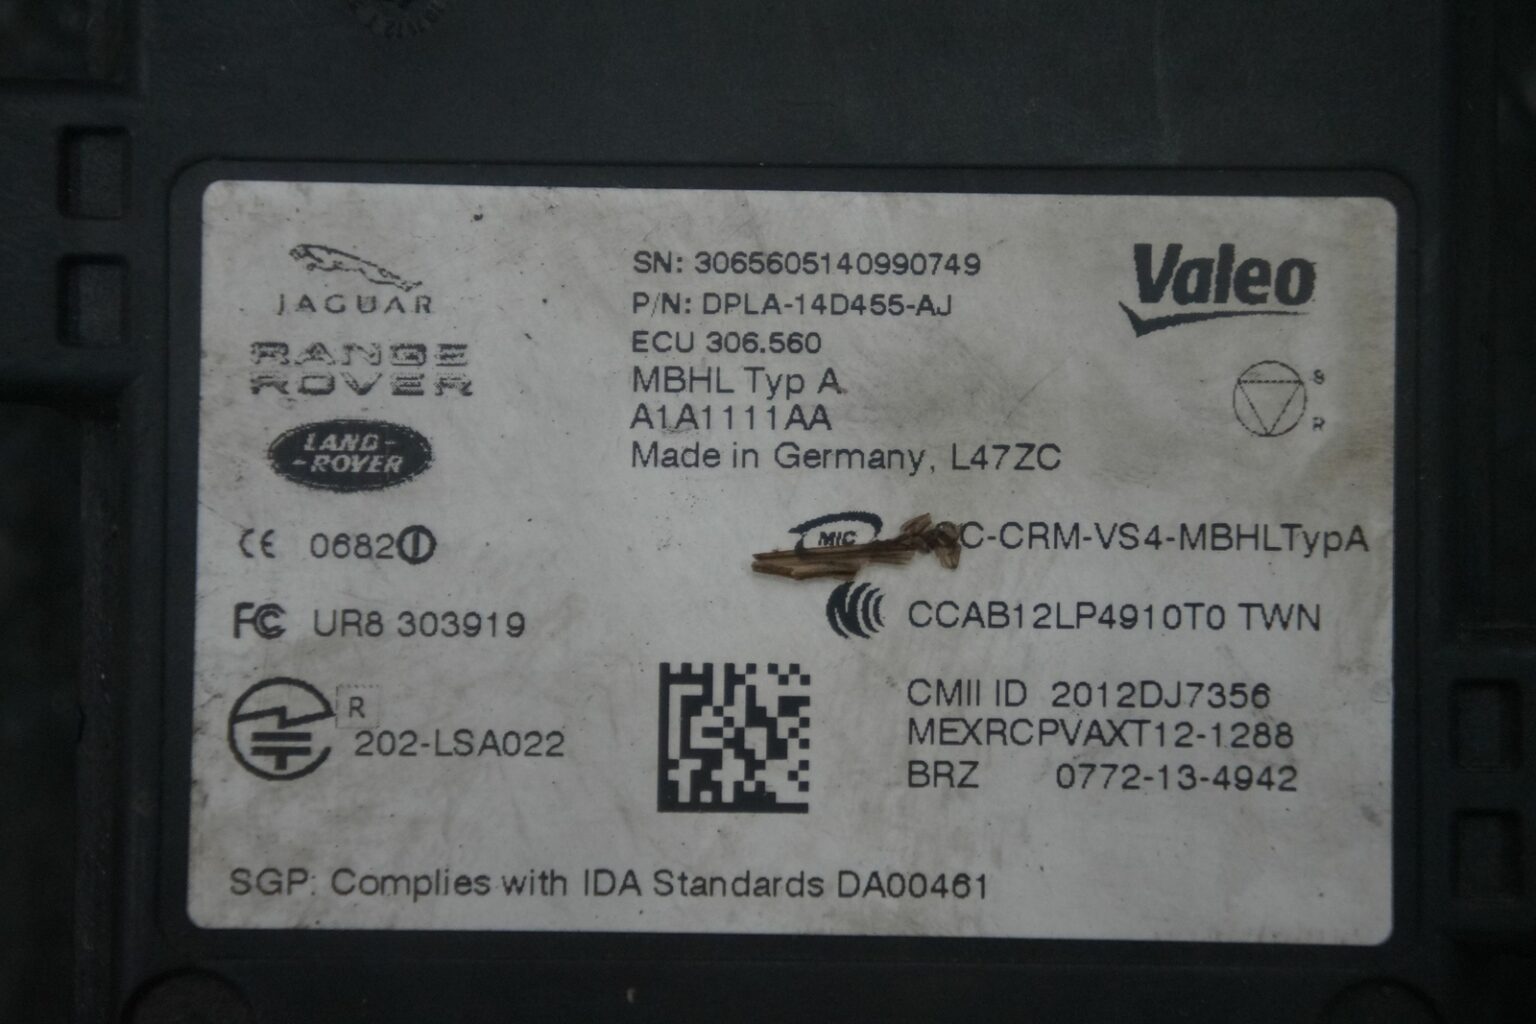 JAGUAR
RANGE
ROVER
LAND-
-ROVER
SN: 3065605140990749
P/N: DPLA-14D455-AJ
ECU 306.560
MBHL Typ A
A1A1111AA
Made in Germany, L47ZC
Valeo
S
R
CE 0682
MIC
C-CRM-VS4-MBHLTypA
FC UR8 303919
CCAB12LP4910T0 TWN
R
202-LSA022
CMII ID 2012DJ7356
MEXRCPVAXT12-1288
BRZ 0772-13-4942
SGP: Complies with IDA Standards DA00461